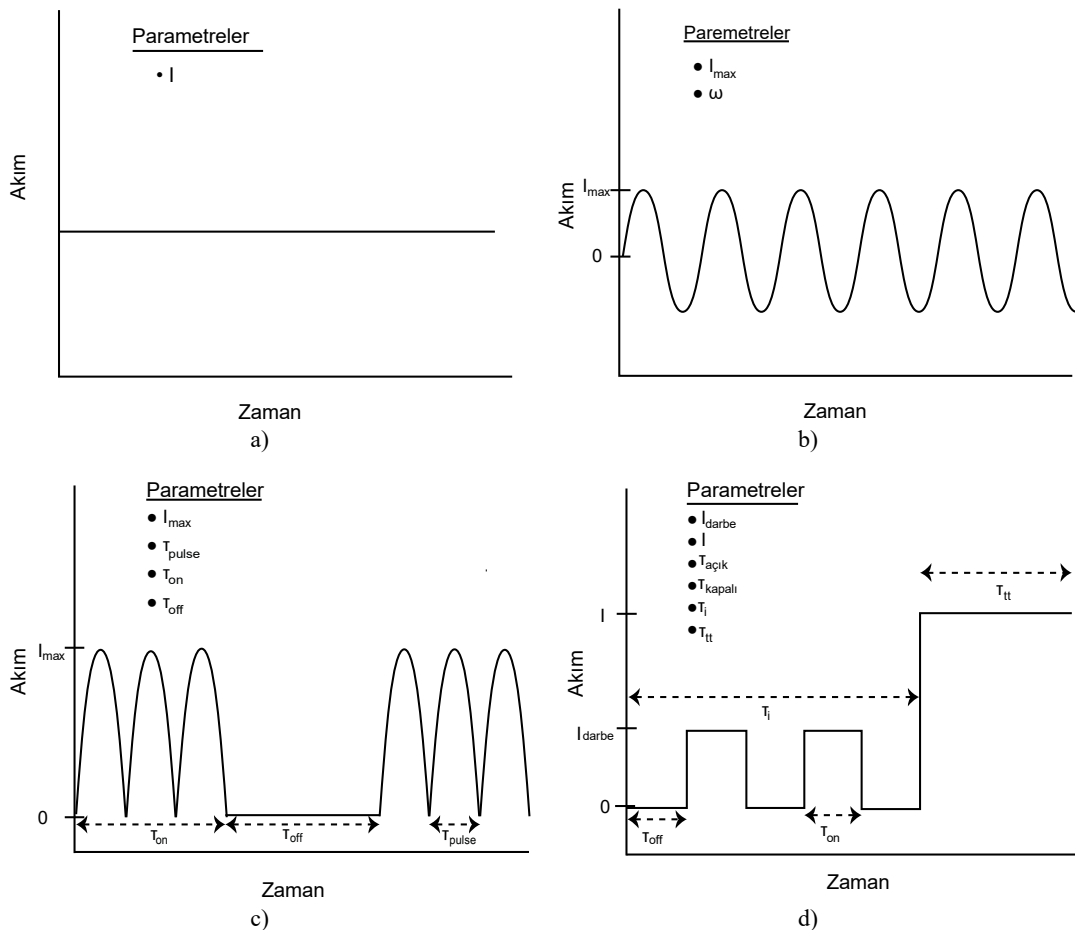 Parametreler
• I
Akım
Zaman
a)
Paremetreler
• Imax
• ω
Imax
0
Akım
Zaman
b)
Parametreler
• Imax
• τpulse
• τon
• τoff
Imax
Akım
0
τon
τoff
τpulse
Zaman
c)
Parametreler
• Idarbe
• I
• τaçık
• τkapalı
• τi
• τtt
τtt
I
Akım
τi
Idarbe
0
τoff
τon
Zaman
d)